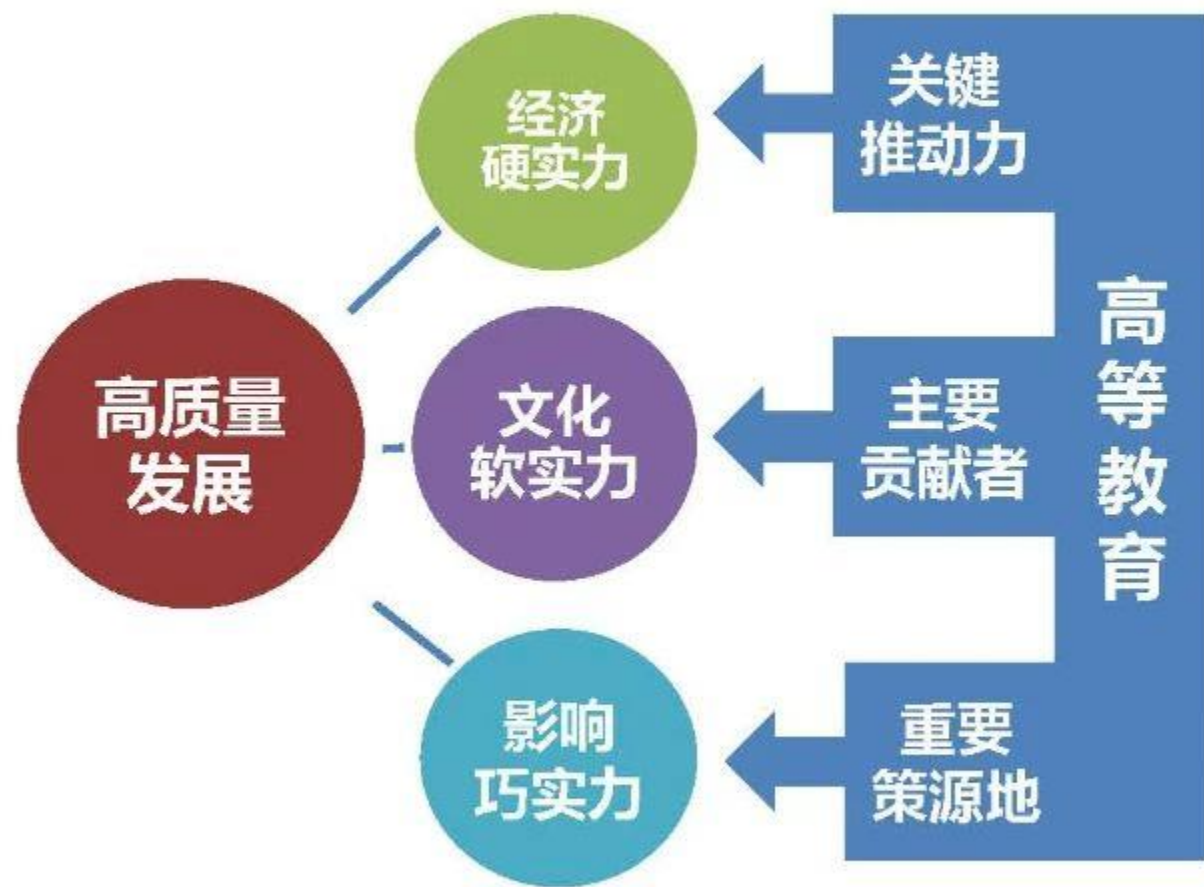 高质量
发展
经济
硬实力
文化
软实力
影响
巧实力
关键
推动力
主要
贡献者
重要
策源地
高等教育